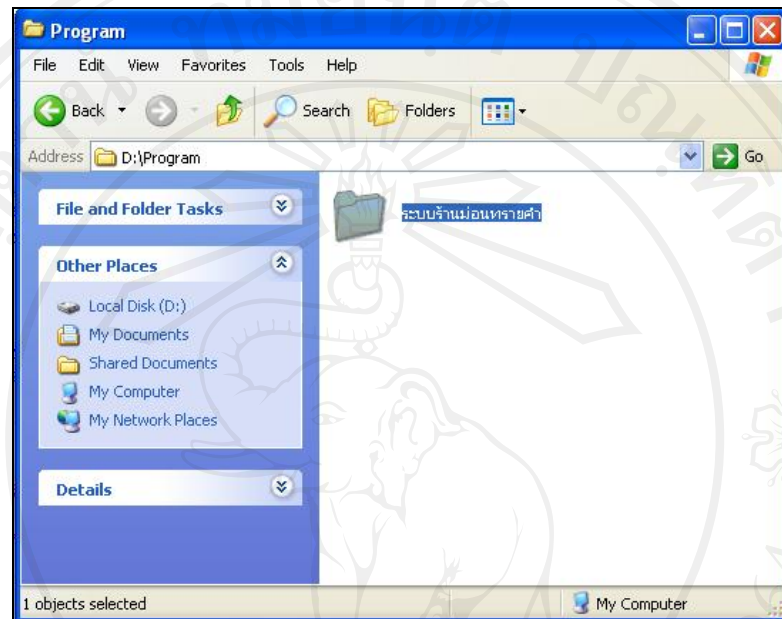 Program
File Edit View Favorites Tools Help
Back Search Folders
Address D:\Program Go
File and Folder Tasks
ระบบร้านม่อนทรายคำ
Other Places
Local Disk (D:)
My Documents
Shared Documents
My Computer
My Network Places
Details
1 objects selected My Computer